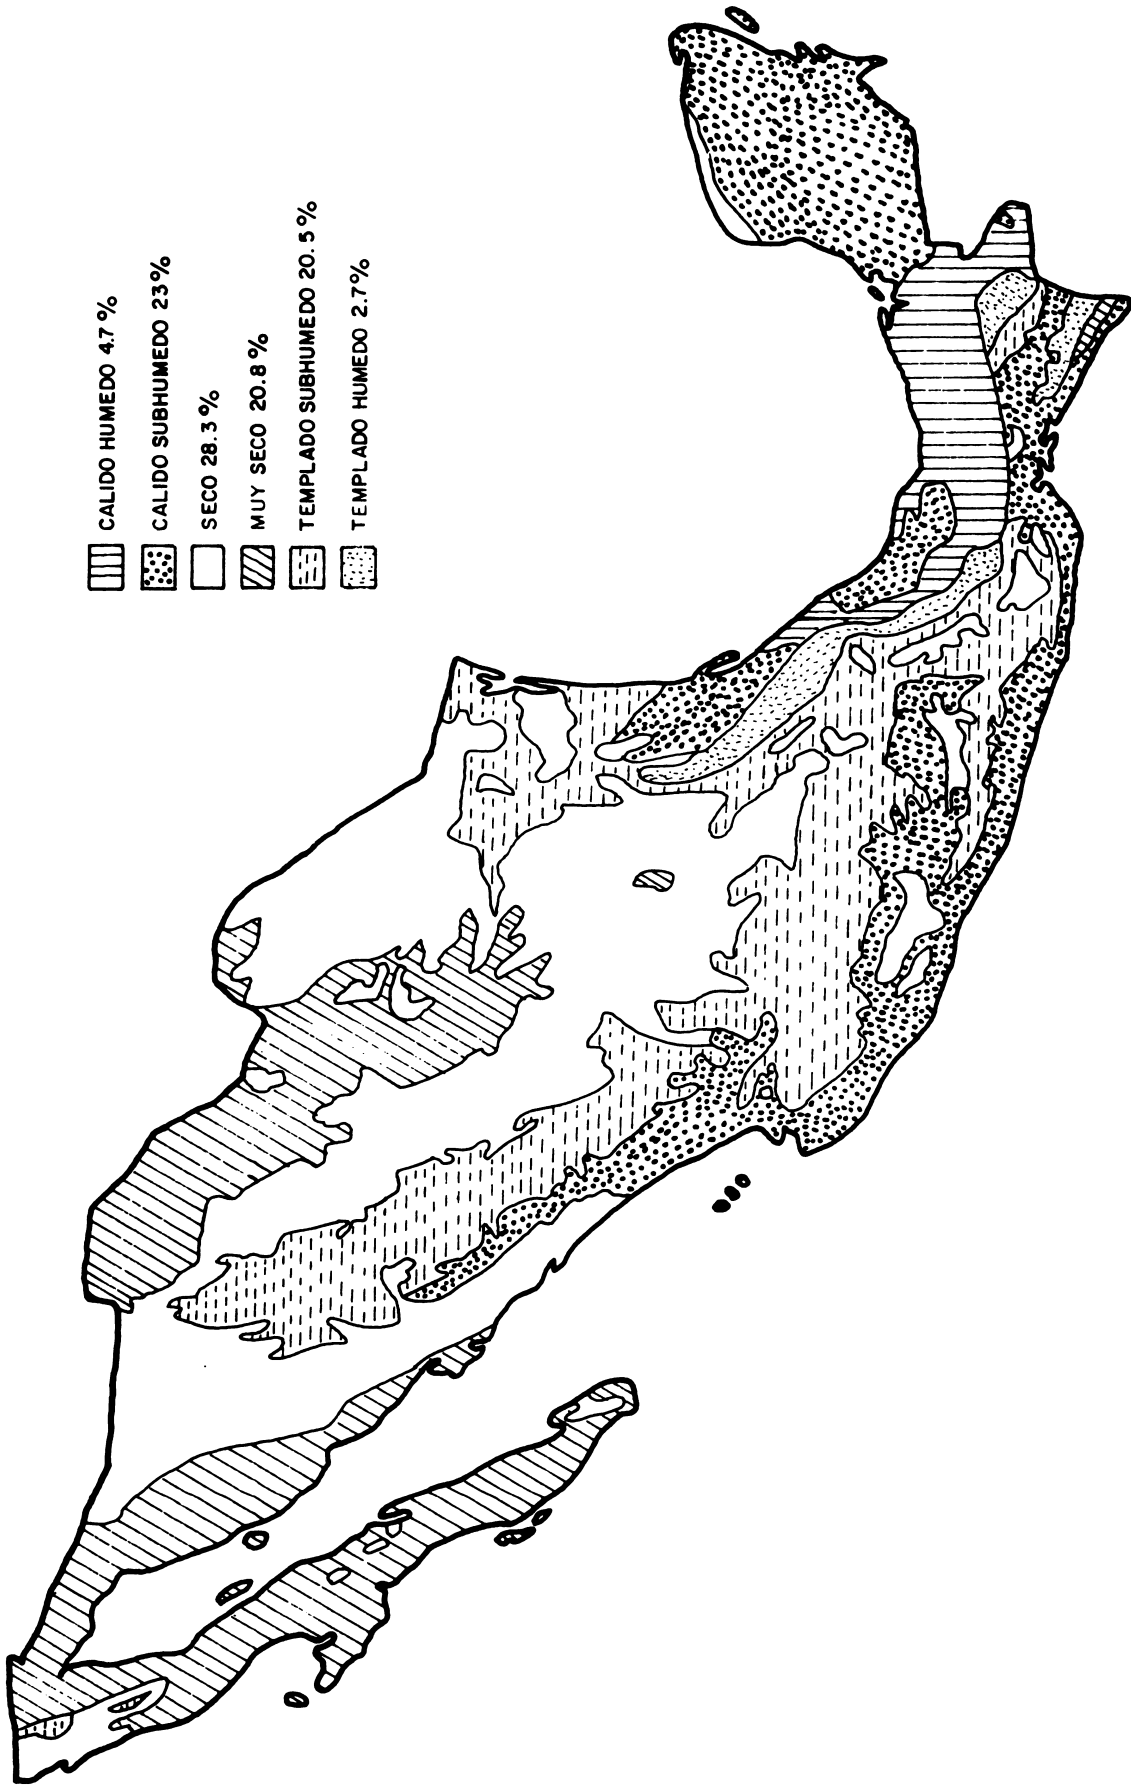 CALIDO HUMEDO 4.7 %
CALIDO SUBHUMEDO 23 %
SECO 28.3 %
MUY SECO 20.8 %
TEMPLADO SUBHUMEDO 20.5 %
TEMPLADO HUMEDO 2.7 %